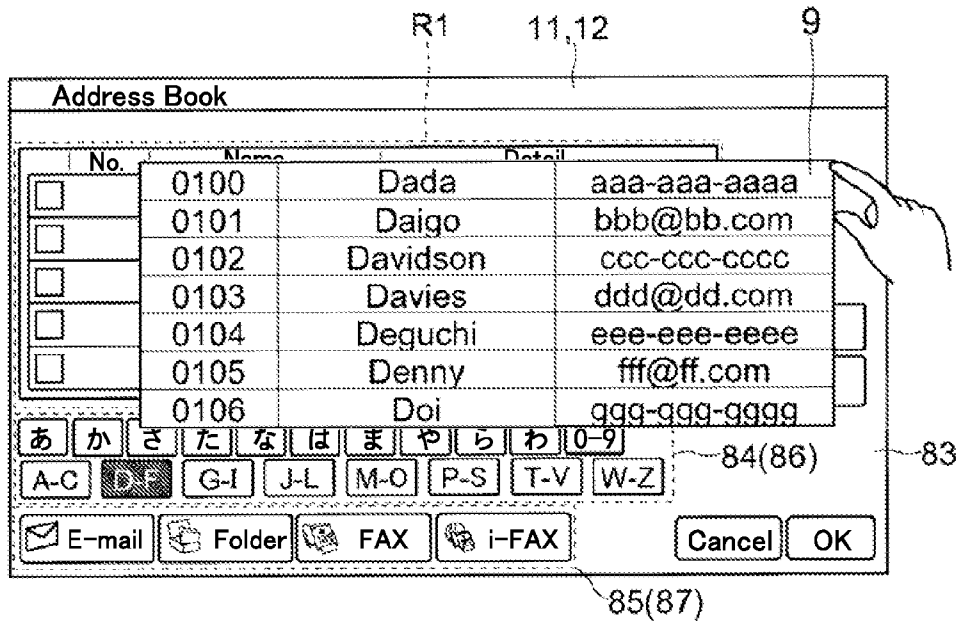 R1 11,12 9
Address Book
No. Name Detail
0100 Dada aaa-aaa-aaaa
0101 Daigo bbb@bb.com
0102 Davidson ccc-ccc-cccc
0103 Davies ddd@dd.com
0104 Deguchi eee-eee-eeee
0105 Denny fff@ff.com
0106 Doi ggg-ggg-gggg
あ か さ た な は ま や ら わ 0-9
84(86) 83
A-C D-F G-I J-L M-O P-S T-V W-Z
E-mail Folder FAX i-FAX Cancel OK
85(87)